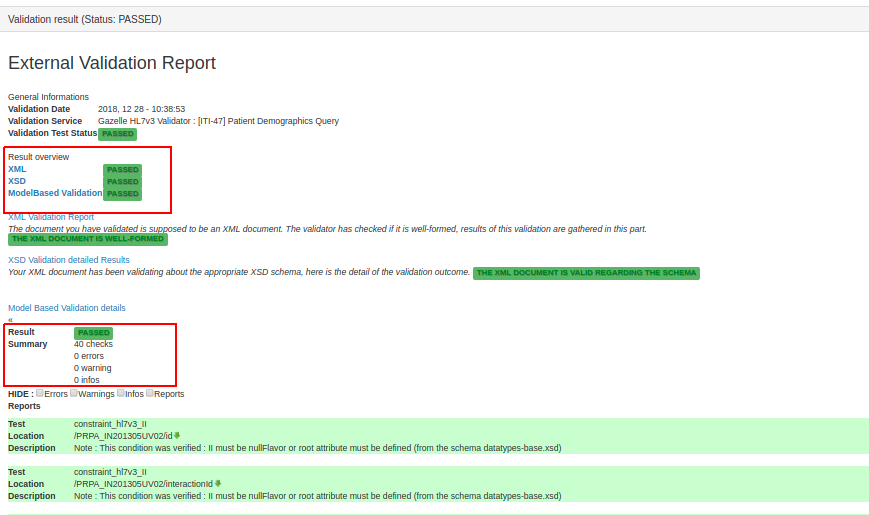 Validation result (Status: PASSED)
External Validation Report
General Informations
Validation Date 2018, 12 28 - 10:38:53
Validation Service Gazelle HL7v3 Validator : [ITI-47] Patient Demographics Query
Validation Test Status PASSED
Result overview
XML PASSED
XSD PASSED
ModelBased Validation PASSED
XML Validation Report
The document you have validated is supposed to be an XML document. The validator has checked if it is well-formed, results of this validation are gathered in this part.
THE XML DOCUMENT IS WELL-FORMED
XSD Validation detailed Results
Your XML document has been validating about the appropriate XSD schema, here is the detail of the validation outcome. THE XML DOCUMENT IS VALID REGARDING THE SCHEMA
Model Based Validation details
«
Result PASSED
Summary 40 checks
0 errors
0 warning
0 infos
HIDE : Errors Warnings Infos Reports
Reports
Test constraint_hl7v3_II
Location /PRPA_IN201305UV02/id
Description Note : This condition was verified : II must be nullFlavor or root attribute must be defined (from the schema datatypes-base.xsd)
Test constraint_hl7v3_II
Location /PRPA_IN201305UV02/interactionId
Description Note : This condition was verified : II must be nullFlavor or root attribute must be defined (from the schema datatypes-base.xsd)